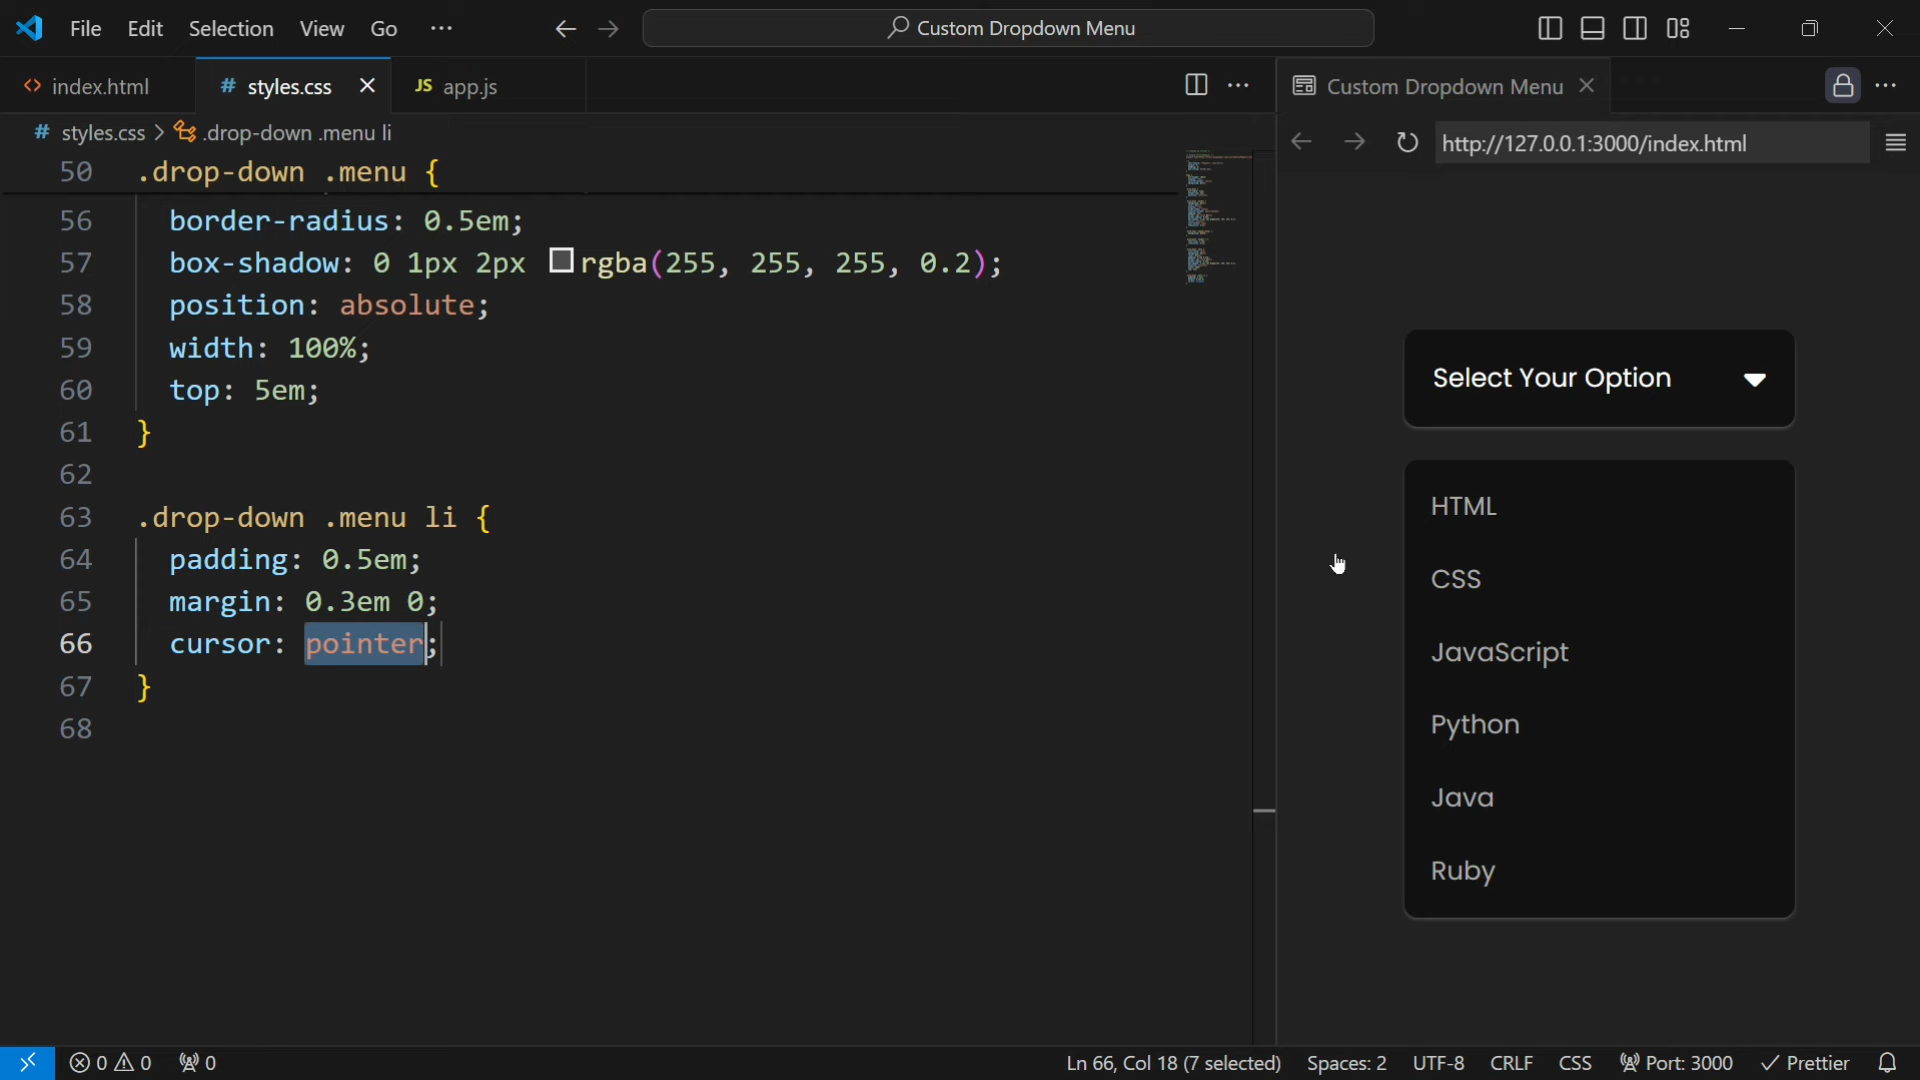 File Edit Selection View Go ··· Custom Dropdown Menu
index.html # styles.css JS app.js ··· Custom Dropdown Menu ···
# styles.css > .drop-down .menu li
http://127.0.0.1:3000/index.html
50 .drop-down .menu {
56 border-radius: 0.5em;
57 box-shadow: 0 1px 2px rgba(255, 255, 255, 0.2);
58 position: absolute;
59 width: 100%;
60 top: 5em;
61 }
62
63 .drop-down .menu li {
64 padding: 0.5em;
65 margin: 0.3em 0;
66 cursor: pointer;
67 }
68
Select Your Option
HTML
CSS
JavaScript
Python
Java
Ruby
0 0 0 Ln 66, Col 18 (7 selected) Spaces: 2 UTF-8 CRLF CSS Port: 3000 Prettier